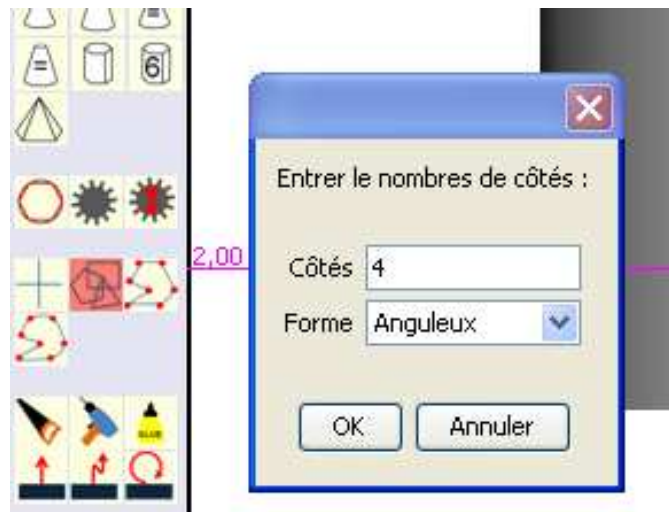 =
=
6
2,00
Entrer le nombres de côtés :
Côtés 4
Forme Anguleux
OK Annuler
GLUE